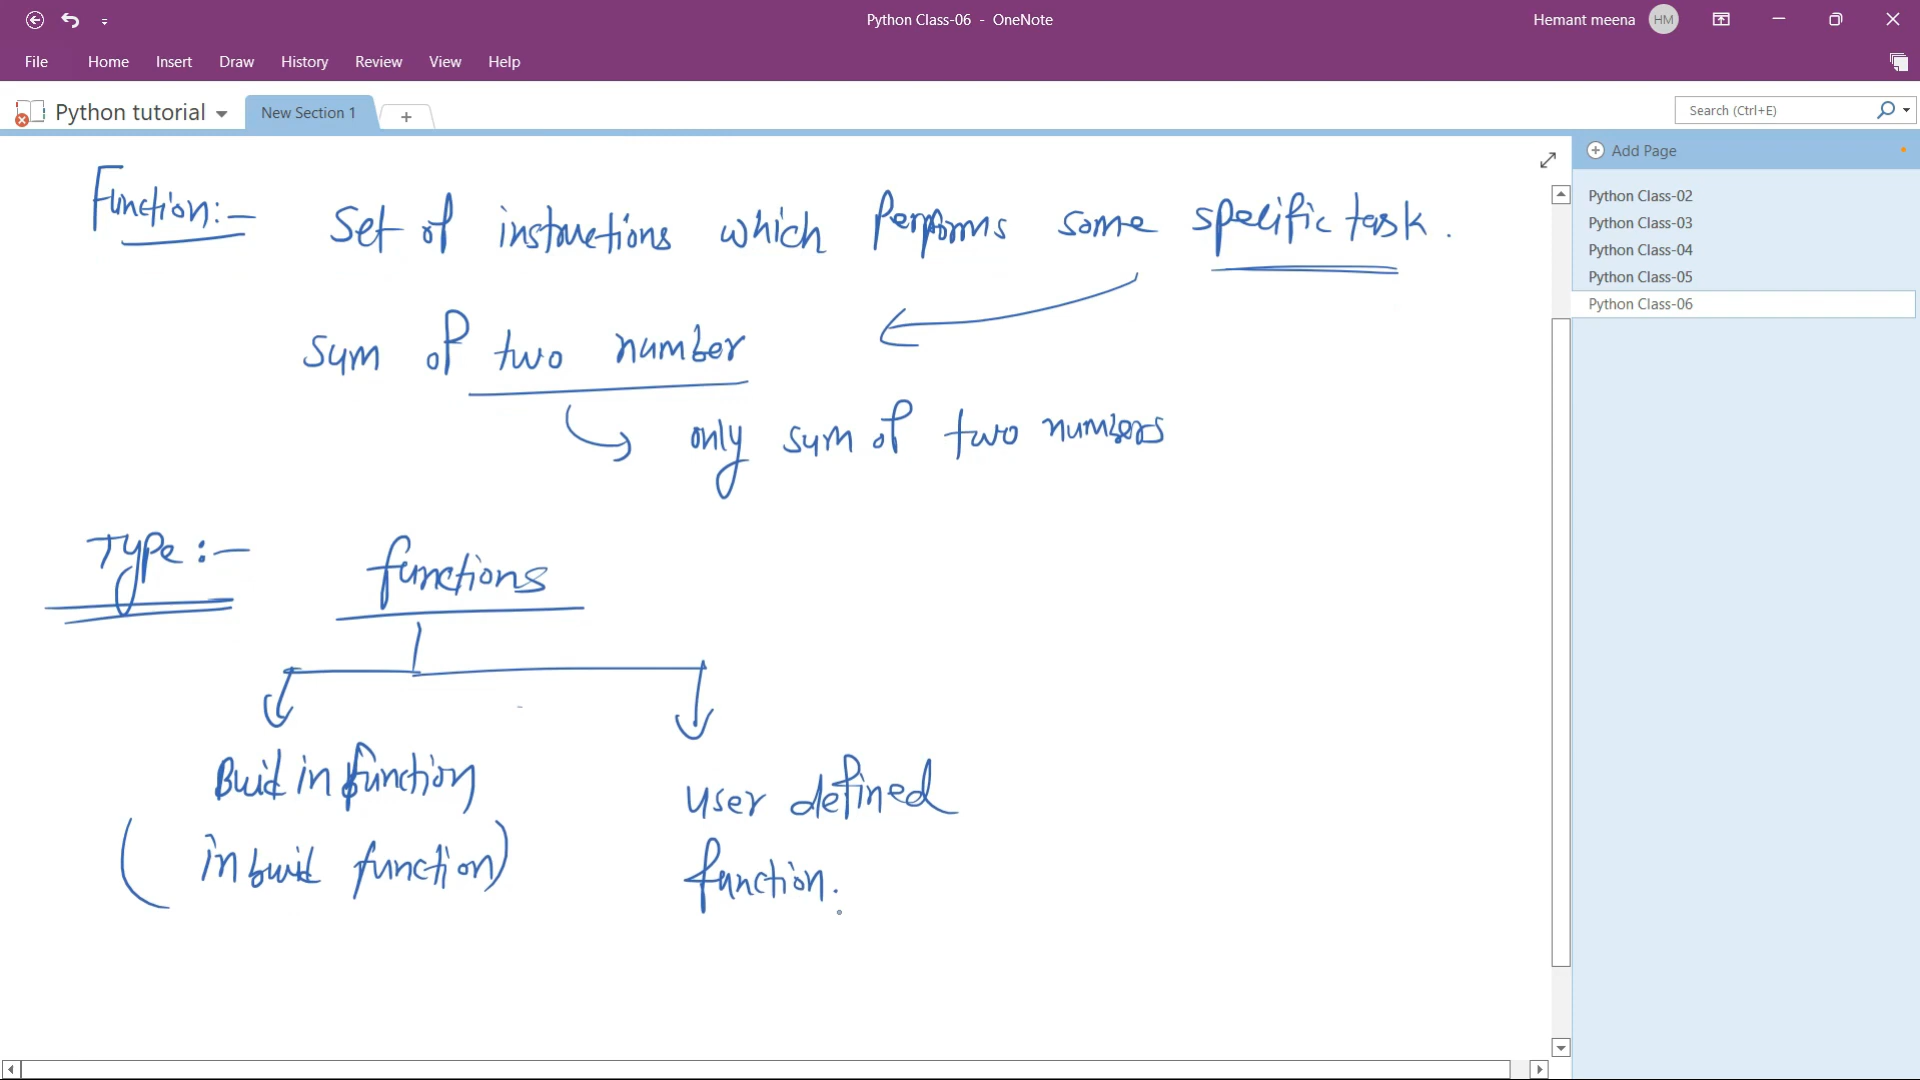 Python Class-06 - OneNote
Hemant meena HM
File Home Insert Draw History Review View Help
Python tutorial New Section 1 +
Search (Ctrl+E)
Add Page
Python Class-02
Python Class-03
Python Class-04
Python Class-05
Python Class-06
Function:- Set of instructions which Performs some specific task.
sum of two number
only sum of two numbers
Type:- functions
Buid in function
(inbuit function)
user defined
function.